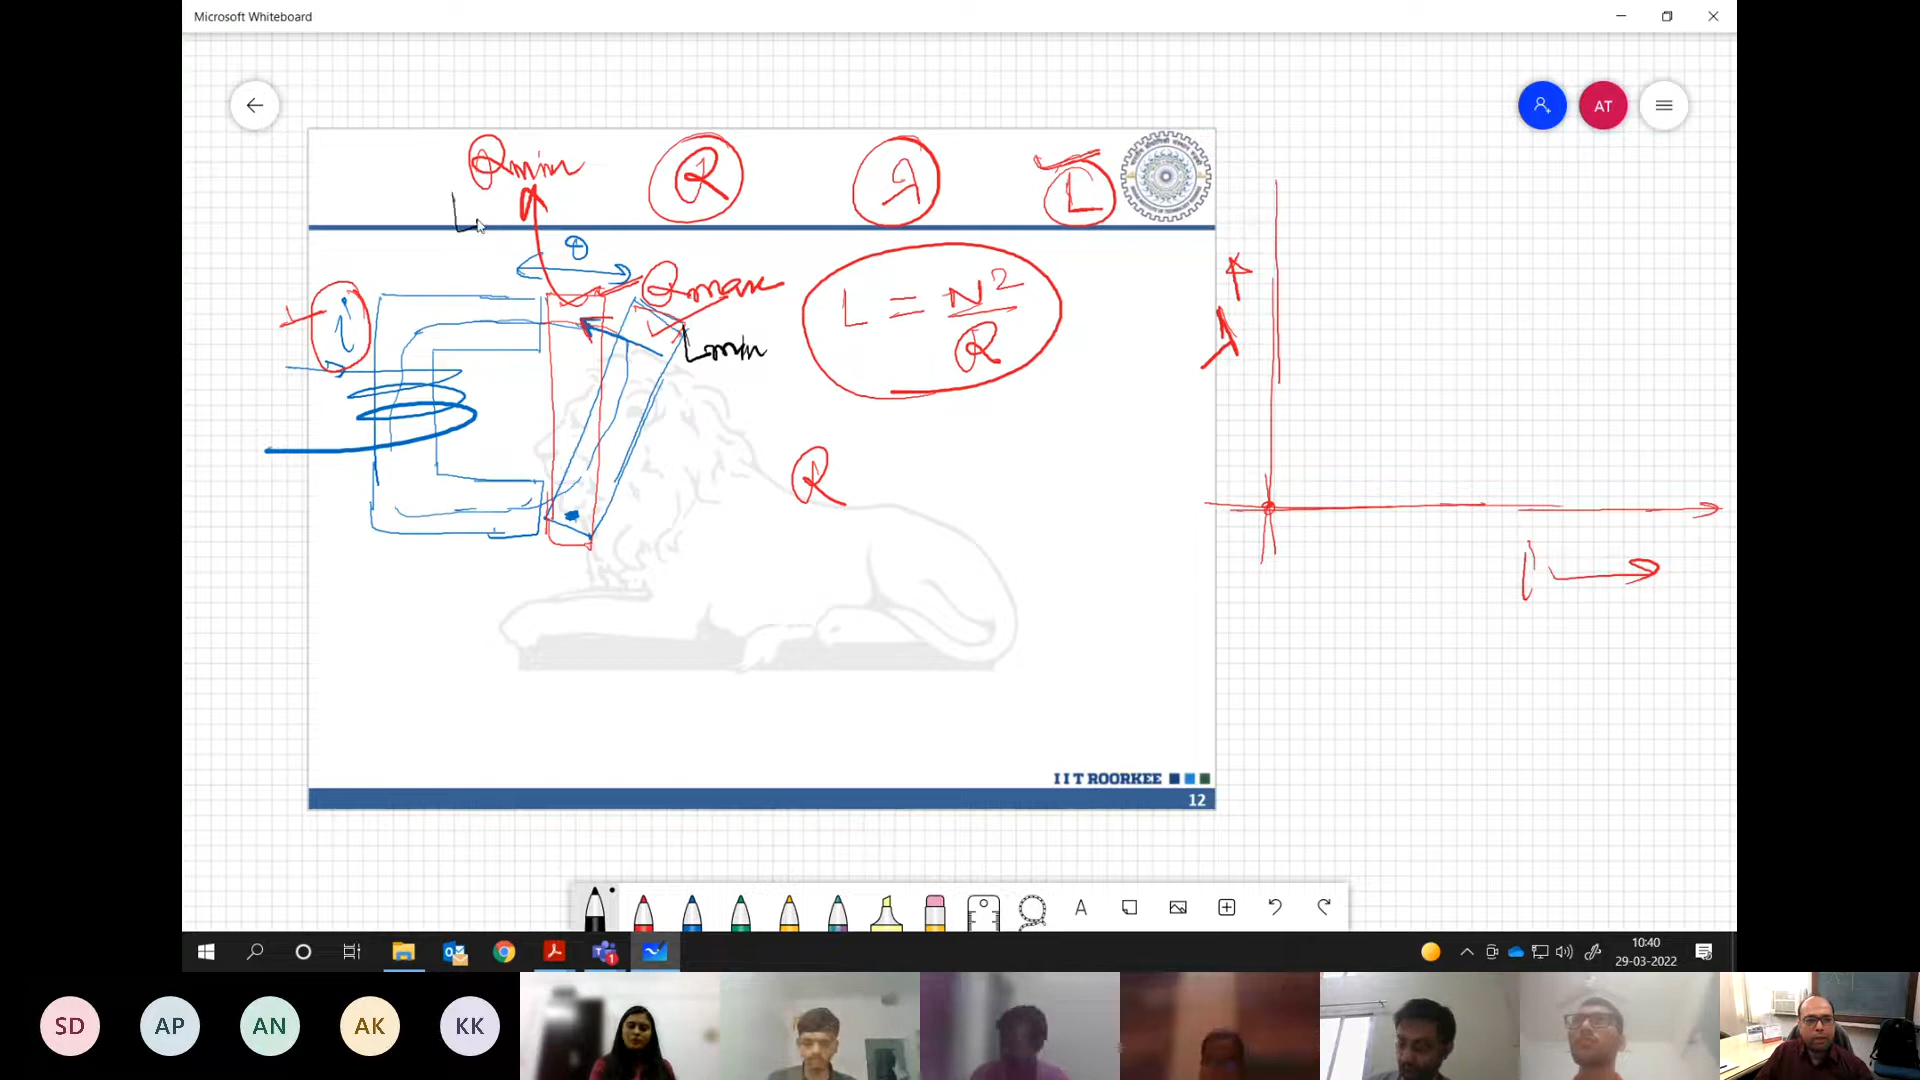 Microsoft Whiteboard
AT
Rmin R λ L
L
θ
Rmax
i
Lmin
L = N²/R
λ
R
i
IIT ROORKEE
12
A
10:40
29-03-2022
1
SD AP AN AK KK